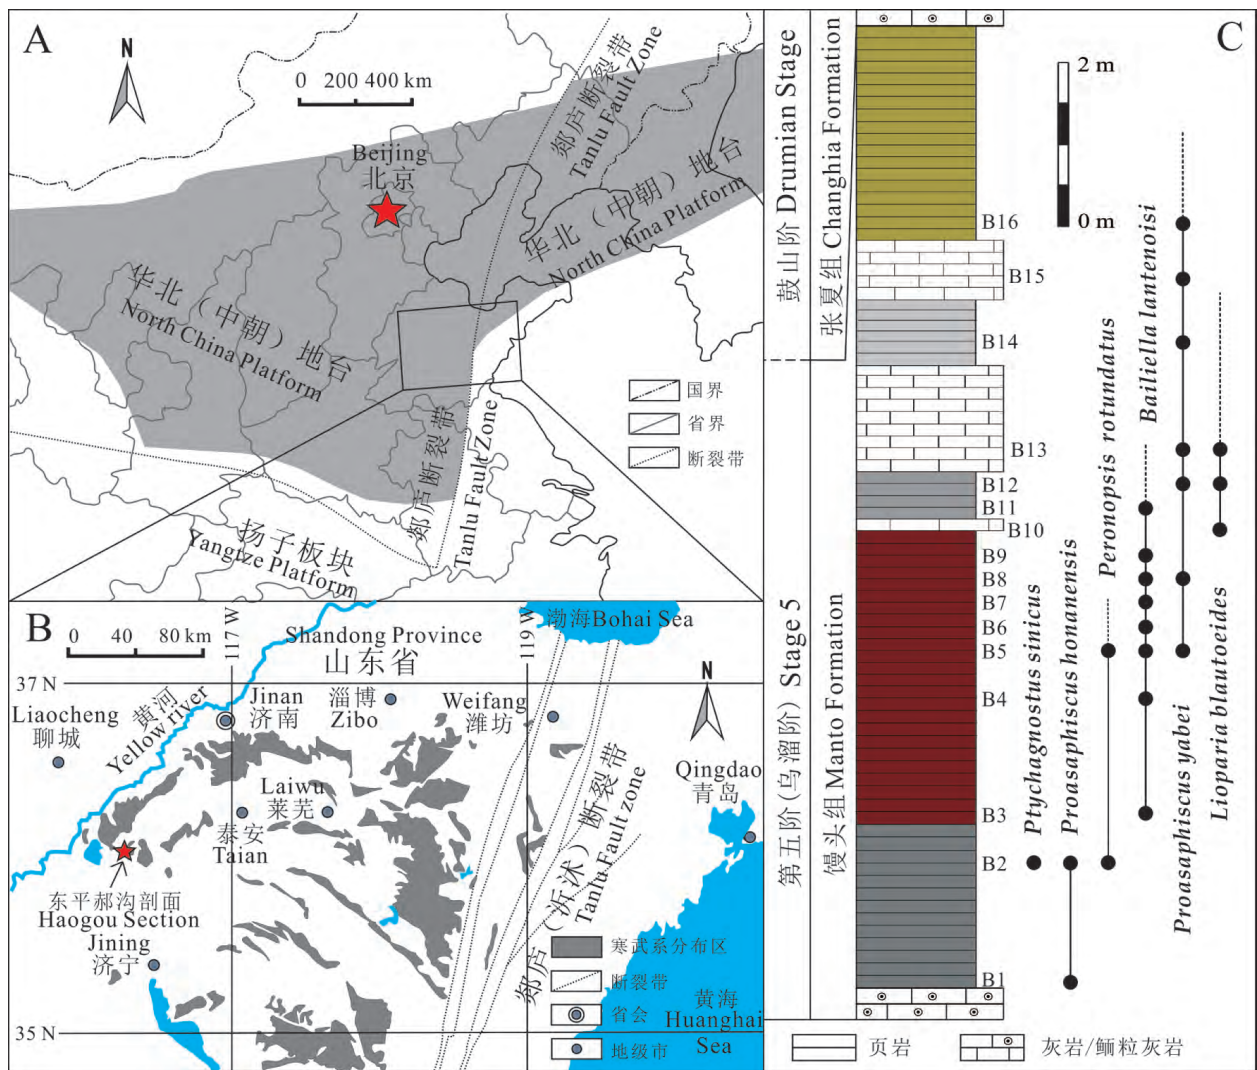 A
N
0 200 400 km
Beijing
北京
郯庐断裂带
Tanlu Fault Zone
华北（中朝）地台
North China Platform
华北（中朝）地台
North China Platform
国界
省界
断裂带
郯庐断裂带
Tanlu Fault Zone
扬子板块
Yangtze Platform
B
0 40 80 km
117 W
119 W
Shandong Province
山东省
渤海Bohai Sea
N
37 N
黄河
Yellow river
Liaocheng
聊城
Jinan
济南
淄博
Zibo
Weifang
潍坊
Laiwu
莱芜
泰安
Taian
Qingdao
青岛
郯庐（沂沭）断裂带
Tanlu Fault zone
东平郝沟剖面
Haogou Section
Jining
济宁
寒武系分布区
断裂带
省会
地级市
黄海
Huanghai
Sea
35 N
C
鼓山阶 Drumian Stage
张夏组 Changhia Formation
第五阶(乌溜阶) Stage 5
馒头组 Manto Formation
2 m
0 m
B16
B15
B14
B13
B12
B11
B10
B9
B8
B7
B6
B5
B4
B3
B2
B1
Ptychagnostus sinicus
Proasaphiscus honanensis
Peronopsis rotundatus
Bailiella lantenoisi
Proasaphiscus yabei
Lioparia blautoeides
页岩
灰岩/鲕粒灰岩